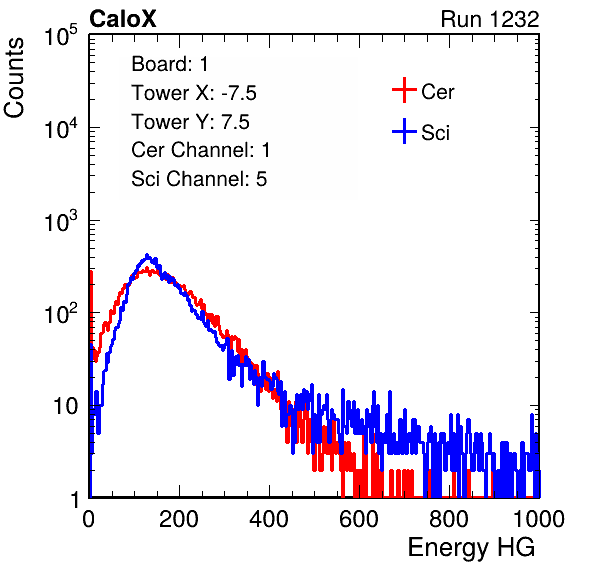 CaloX Run 1232
Counts
Board: 1
Tower X: -7.5
Tower Y: 7.5
Cer Channel: 1
Sci Channel: 5
Cer
Sci
10^5
10^4
10^3
10^2
10
1
0 200 400 600 800 1000
Energy HG